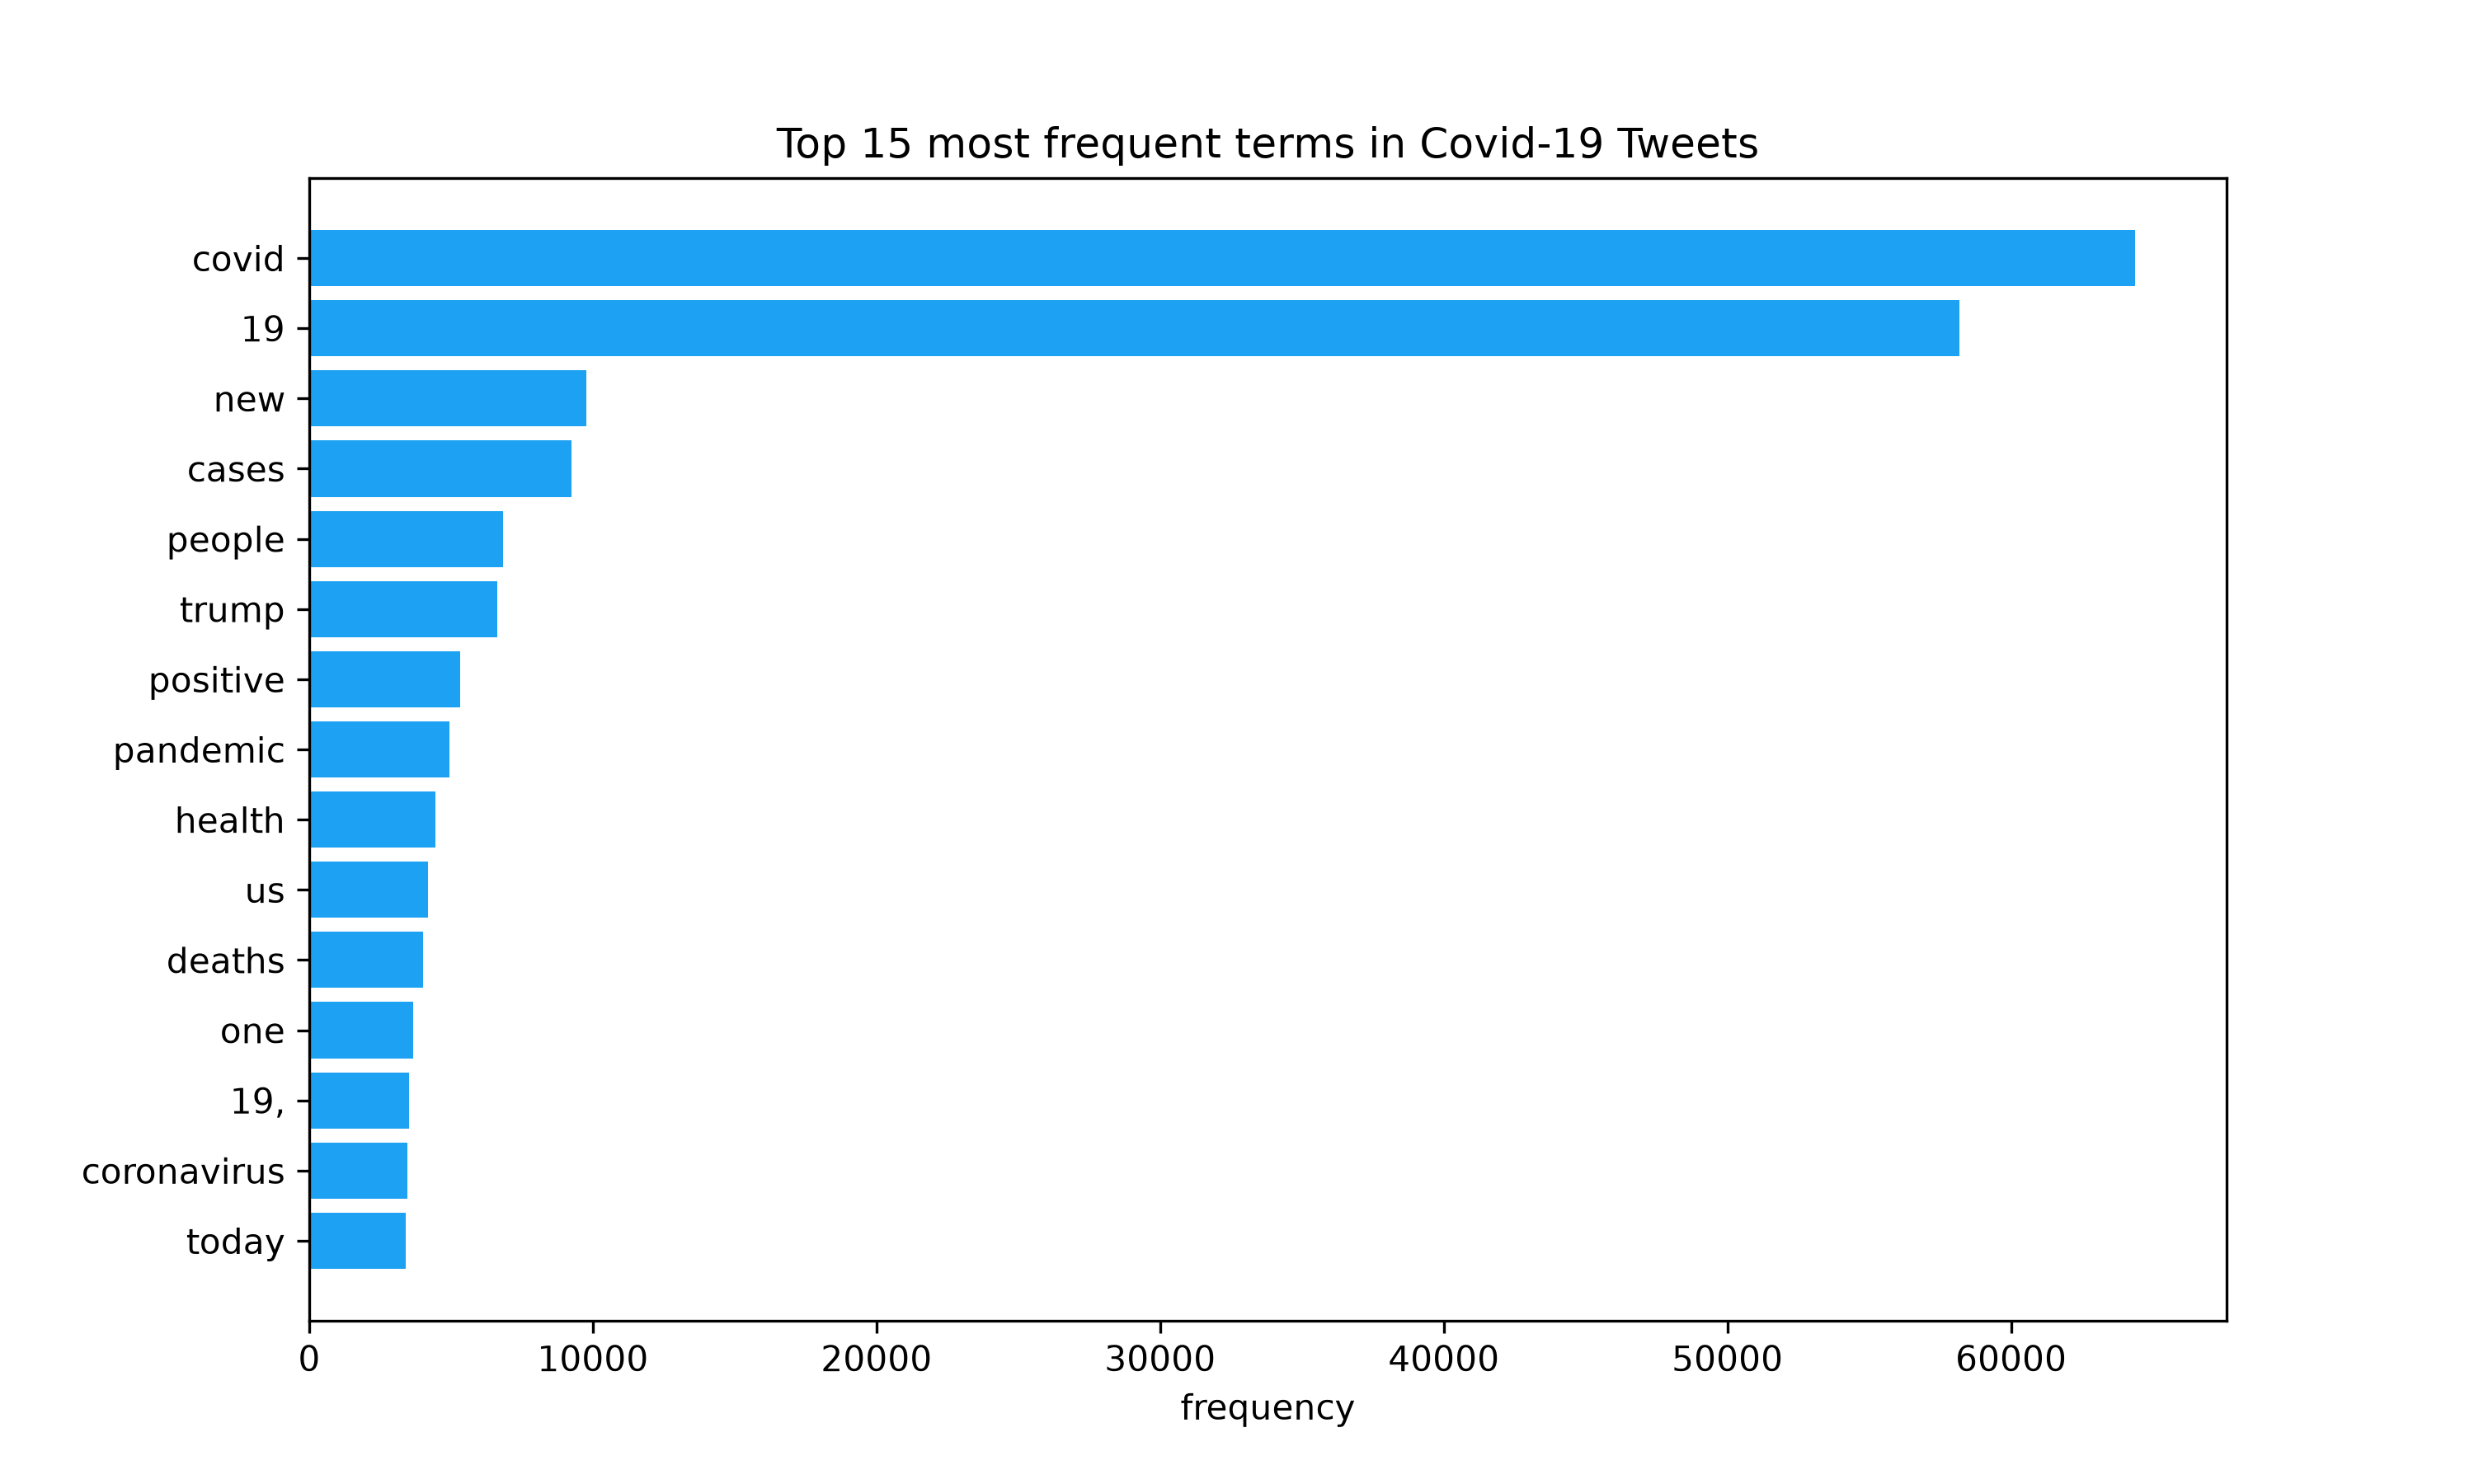 Top 15 most frequent terms in Covid-19 Tweets
covid
19
new
cases
people
trump
positive
pandemic
health
us
deaths
one
19,
coronavirus
today
0 10000 20000 30000 40000 50000 60000
frequency